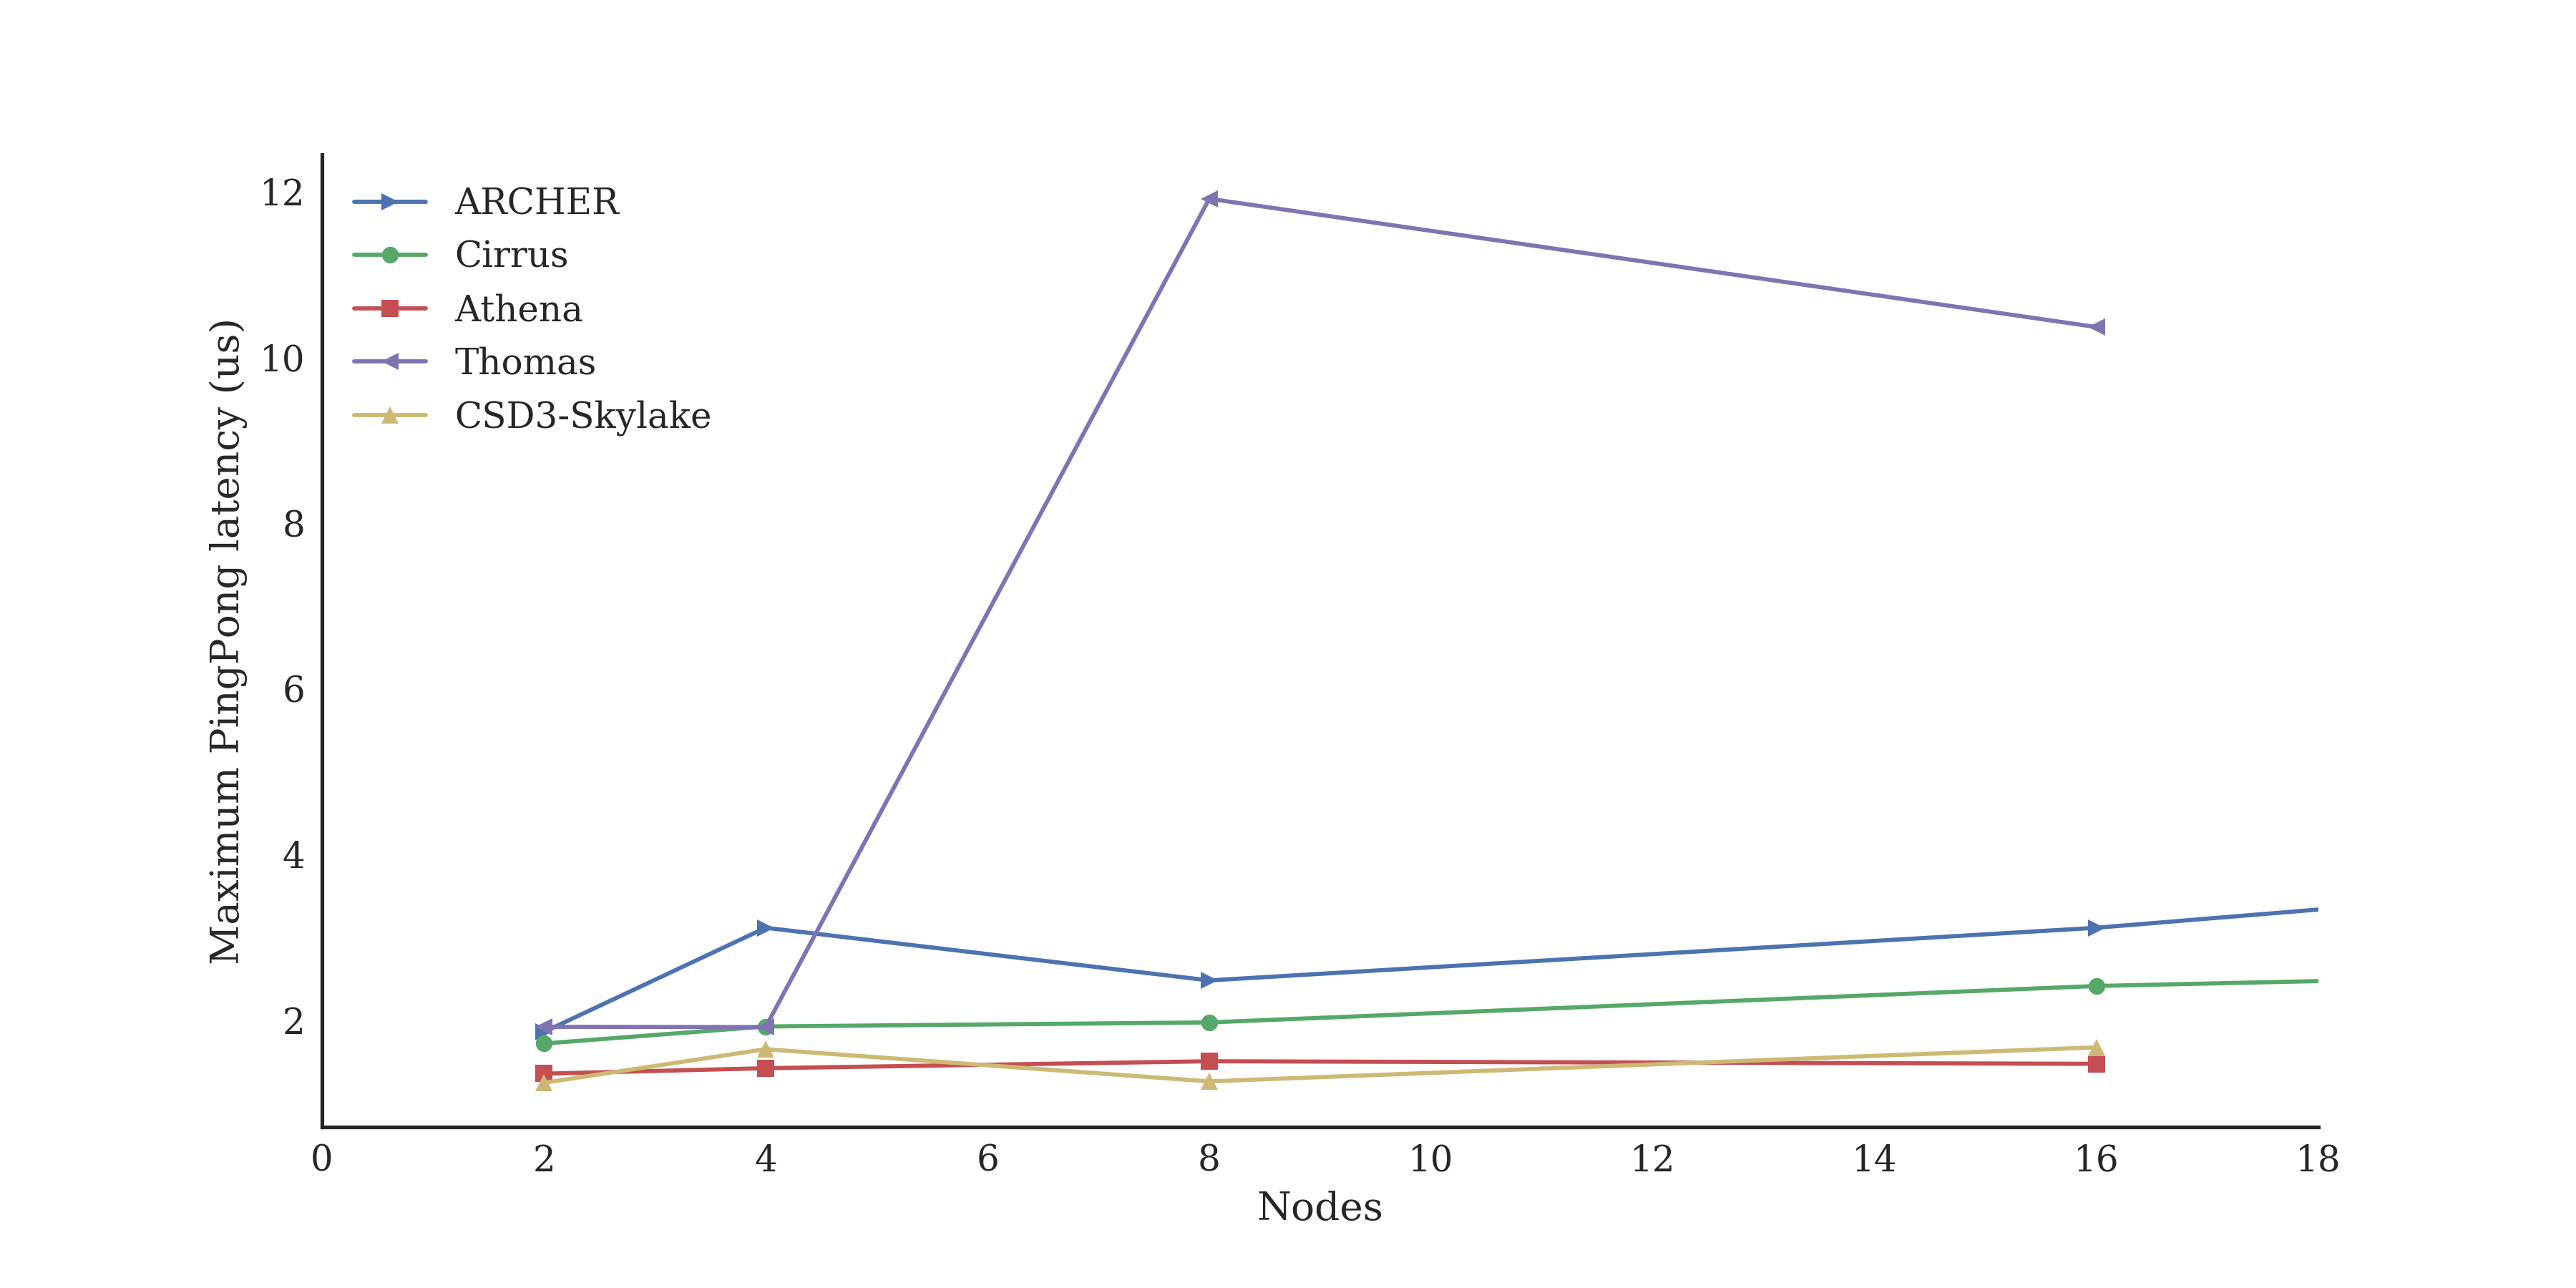 12
10
8
6
4
2
Maximum PingPong latency (us)
ARCHER
Cirrus
Athena
Thomas
CSD3-Skylake
0 2 4 6 8 10 12 14 16 18
Nodes